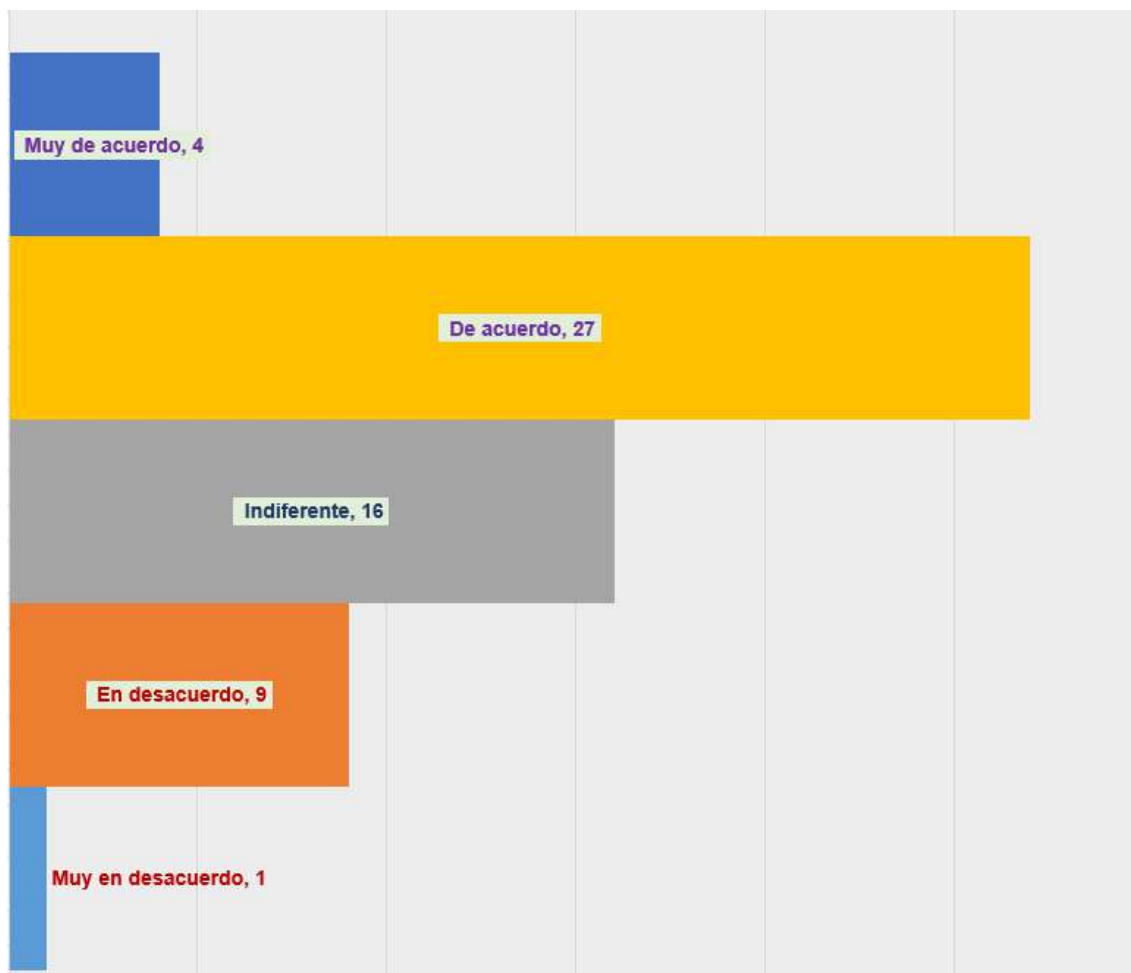 Muy de acuerdo, 4
De acuerdo, 27
Indiferente, 16
En desacuerdo, 9
Muy en desacuerdo, 1